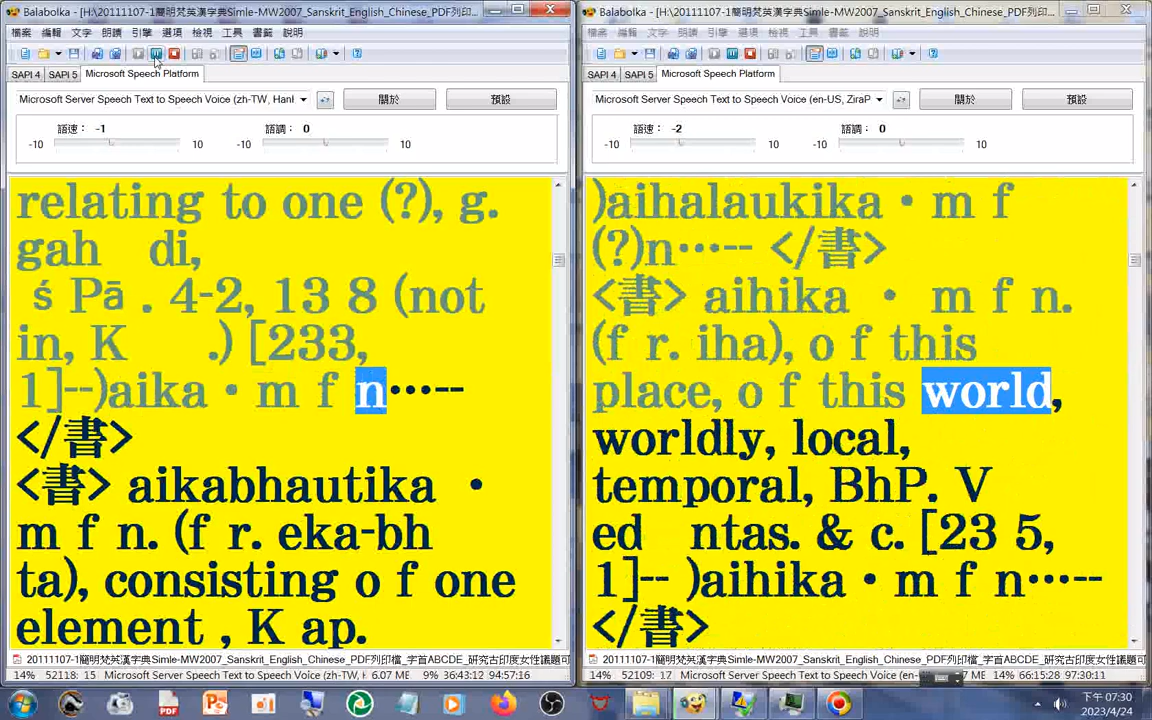 Balabolka - [H:\20111107-1簡明梵英漢字典Simle-MW2007_Sanskrit_English_Chinese_PDF列印...
檔案 編輯 文字 朗讀 引擎 選項 檢視 工具 書籤 說明
SAPI 4 SAPI 5 Microsoft Speech Platform
Microsoft Server Speech Text to Speech Voice (zh-TW, Hanl
關於 預設
語速： -1 語調： 0
-10 10 -10 10
relating to one (?), g.
gah di,
ś Pā . 4-2, 13 8 (not
in, K .) [233,
1]--)aika • m f n…--
</書>
<書> aikabhautika •
m f n. (f r. eka-bh
ta), consisting o f one
element , K ap.
20111107-1簡明梵英漢字典Simle-MW2007_Sanskrit_English_Chinese_PDF列印檔_字首ABCDE_研究古印度女性議題可
14% 52118: 15 Microsoft Server Speech Text to Speech Voice (zh-TW, H 6.07 ME 9% 36:43:12 94:57:16
Balabolka - [H:\20111107-1簡明梵英漢字典Simle-MW2007_Sanskrit_English_Chinese_PDF列印...
檔案 編輯 文字 朗讀 引擎 選項 檢視 工具 書籤 說明
SAPI 4 SAPI 5 Microsoft Speech Platform
Microsoft Server Speech Text to Speech Voice (en-US, ZiraP
關於 預設
語速： -2 語調： 0
-10 10 -10 10
)aihalaukika • m f
(?)n…-- </書>
<書> aihika • m f n.
(f r. iha), o f this
place, o f this world,
worldly, local,
temporal, BhP. V
ed ntas. & c. [23 5,
1]-- )aihika • m f n…--
</書>
20111107-1簡明梵英漢字典Simle-MW2007_Sanskrit_English_Chinese_PDF列印檔_字首ABCDE_研究古印度女性議題可
14% 52109: 17 Microsoft Server Speech Text to Speech Voice ME 14% 66:15:28 97:30:11
下午 07:30
2023/4/24